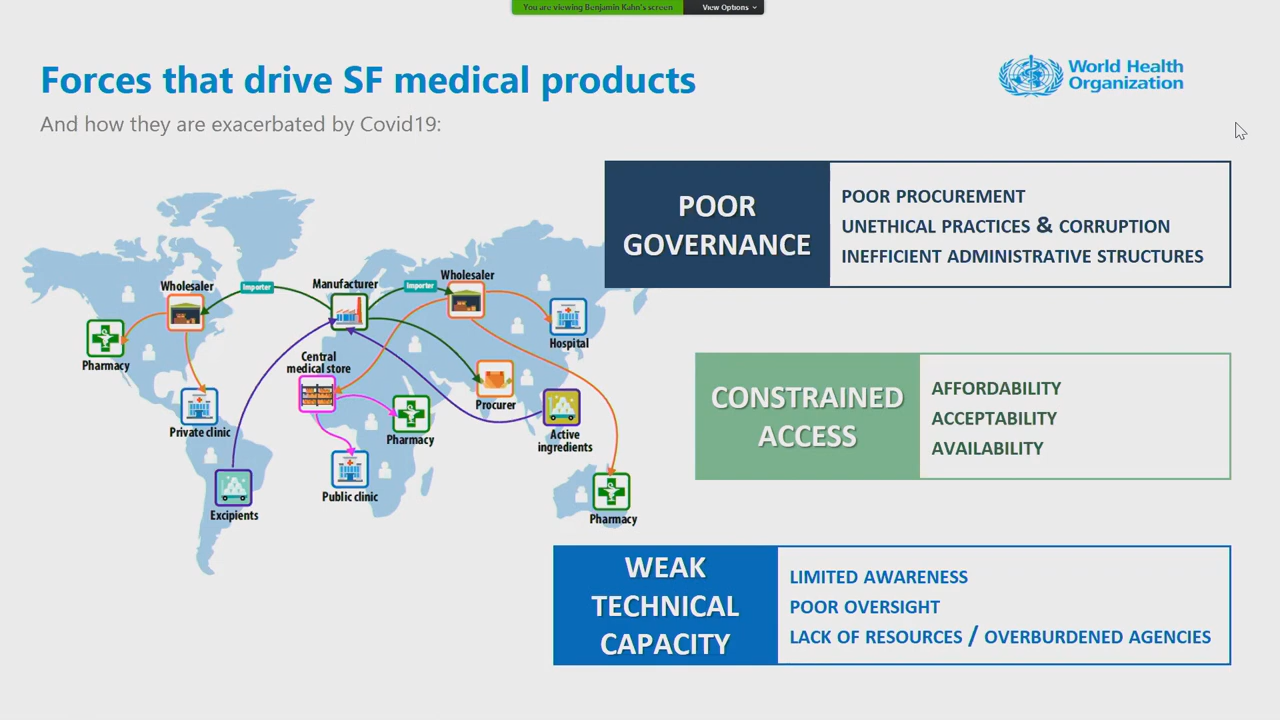 You are viewing Benjamin Kahn's screen
View Options
Forces that drive SF medical products
And how they are exacerbated by Covid19:
World Health
Organization
POOR
GOVERNANCE
POOR PROCUREMENT
UNETHICAL PRACTICES & CORRUPTION
INEFFICIENT ADMINISTRATIVE STRUCTURES
Wholesaler
Importer
Manufacturer
Importer
Wholesaler
Pharmacy
Hospital
Central
medical store
Private clinic
Procurer
Pharmacy
Active
ingredients
Excipients
Public clinic
Pharmacy
CONSTRAINED
ACCESS
AFFORDABILITY
ACCEPTABILITY
AVAILABILITY
WEAK
TECHNICAL
CAPACITY
LIMITED AWARENESS
POOR OVERSIGHT
LACK OF RESOURCES / OVERBURDENED AGENCIES